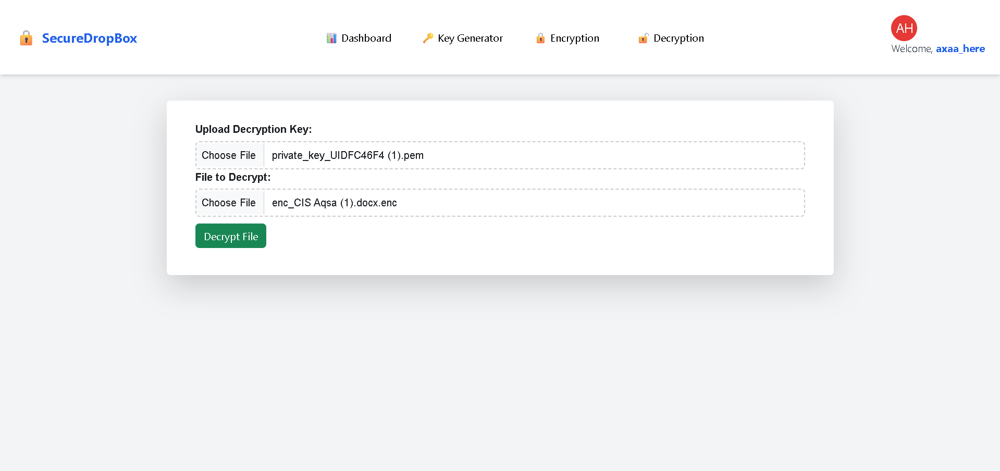 SecureDropBox
Dashboard
Key Generator
Encryption
Decryption
AH
Welcome, axaa_here
Upload Decryption Key:
Choose File private_key_UIDFC46F4 (1).pem
File to Decrypt:
Choose File enc_CIS Aqsa (1).docx.enc
Decrypt File